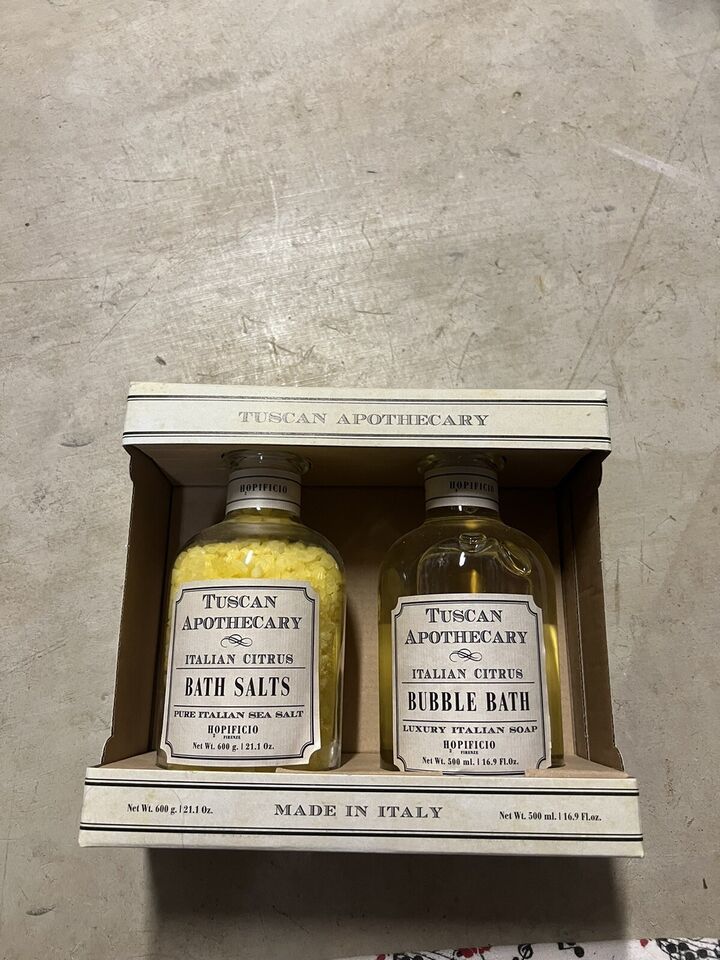 TUSCAN APOTHECARY
HOPIFICIO
TUSCAN
APOTHECARY
ITALIAN CITRUS
BATH SALTS
PURE ITALIAN SEA SALT
HOPIFICIO
FIRENZE
Net Wt. 600 g. | 21.1 Oz.
HOPIFICIO
TUSCAN
APOTHECARY
ITALIAN CITRUS
BUBBLE BATH
LUXURY ITALIAN SOAP
HOPIFICIO
FIRENZE
Net Wt. 500 ml. | 16.9 Fl.Oz.
Net Wt. 600 g. | 21.1 Oz.
MADE IN ITALY
Net Wt. 500 ml. | 16.9 Fl.oz.